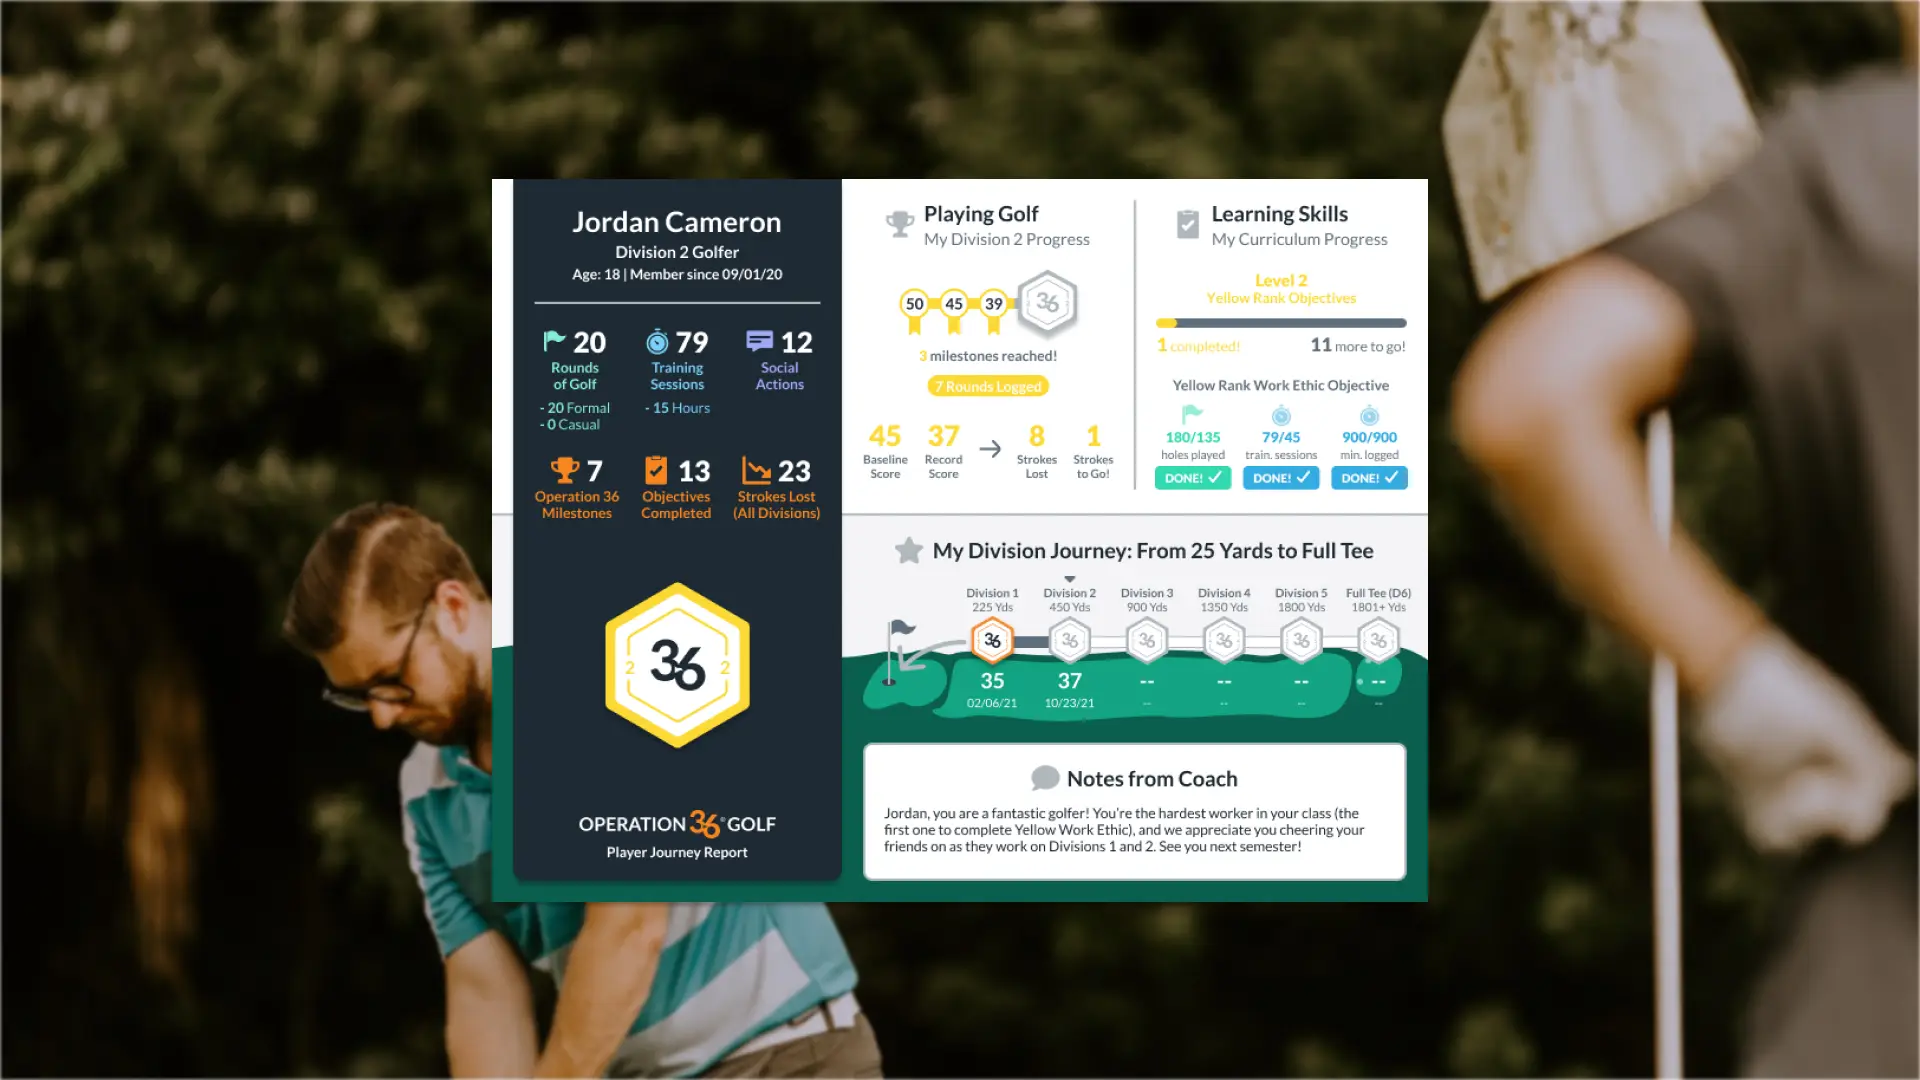 Jordan Cameron
Division 2 Golfer
Age: 18 | Member since 09/01/20
20
Rounds
of Golf
- 20 Formal
- 0 Casual
79
Training
Sessions
- 15 Hours
12
Social
Actions
7
Operation 36
Milestones
13
Objectives
Completed
23
Strokes Lost
(All Divisions)
2 36 2
OPERATION 36® GOLF
Player Journey Report
Playing Golf
My Division 2 Progress
50 45 39 36
3 milestones reached!
7 Rounds Logged
45
Baseline
Score
37
Record
Score
8
Strokes
Lost
1
Strokes
to Go!
Learning Skills
My Curriculum Progress
Level 2
Yellow Rank Objectives
1 completed!
11 more to go!
Yellow Rank Work Ethic Objective
180/135
holes played
DONE!
79/45
train. sessions
DONE!
900/900
min. logged
DONE!
My Division Journey: From 25 Yards to Full Tee
Division 1
225 Yds
36
35
02/06/21
Division 2
450 Yds
36
37
10/23/21
Division 3
900 Yds
36
--
--
Division 4
1350 Yds
36
--
--
Division 5
1800 Yds
36
--
--
Full Tee (D6)
1801+ Yds
36
--
--
Notes from Coach
Jordan, you are a fantastic golfer! You're the hardest worker in your class (the
first one to complete Yellow Work Ethic), and we appreciate you cheering your
friends on as they work on Divisions 1 and 2. See you next semester!